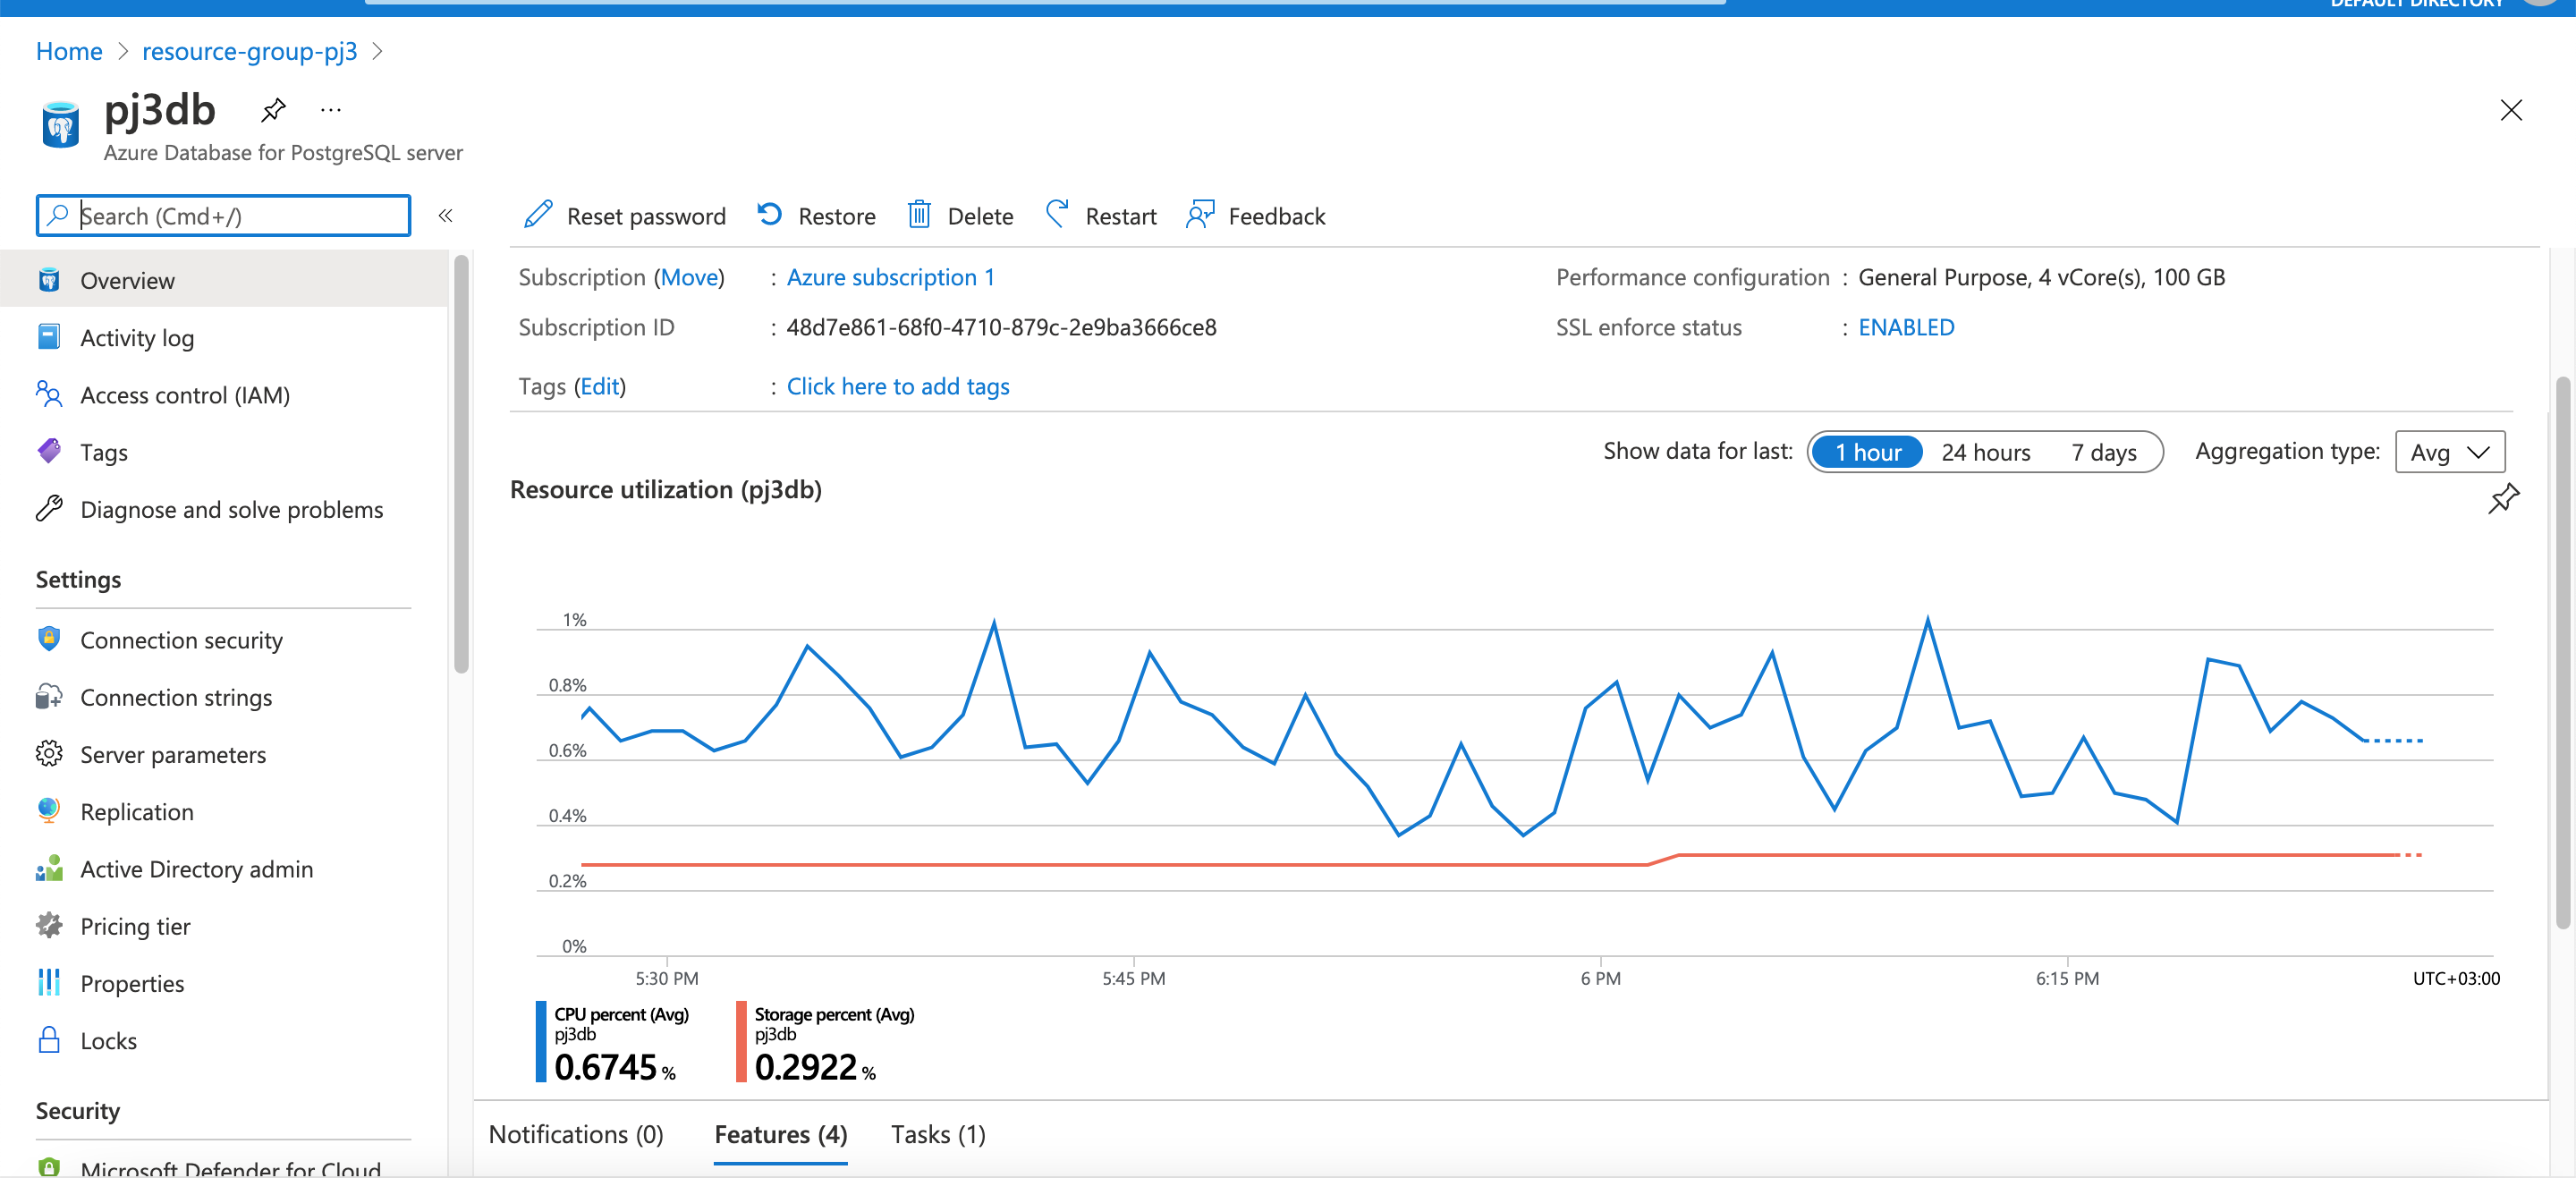 DEFAULT DIRECTORY
Home > resource-group-pj3 >
pj3db
Azure Database for PostgreSQL server
Search (Cmd+/)
«
Reset password
Restore
Delete
Restart
Feedback
Overview
Activity log
Access control (IAM)
Tags
Diagnose and solve problems
Settings
Connection security
Connection strings
Server parameters
Replication
Active Directory admin
Pricing tier
Properties
Locks
Security
Microsoft Defender for Cloud
Subscription (Move) : Azure subscription 1
Subscription ID : 48d7e861-68f0-4710-879c-2e9ba3666ce8
Tags (Edit) : Click here to add tags
Performance configuration : General Purpose, 4 vCore(s), 100 GB
SSL enforce status : ENABLED
Show data for last: 1 hour 24 hours 7 days Aggregation type: Avg
Resource utilization (pj3db)
1%
0.8%
0.6%
0.4%
0.2%
0%
5:30 PM 5:45 PM 6 PM 6:15 PM UTC+03:00
CPU percent (Avg)
pj3db
0.6745 %
Storage percent (Avg)
pj3db
0.2922 %
Notifications (0) Features (4) Tasks (1)